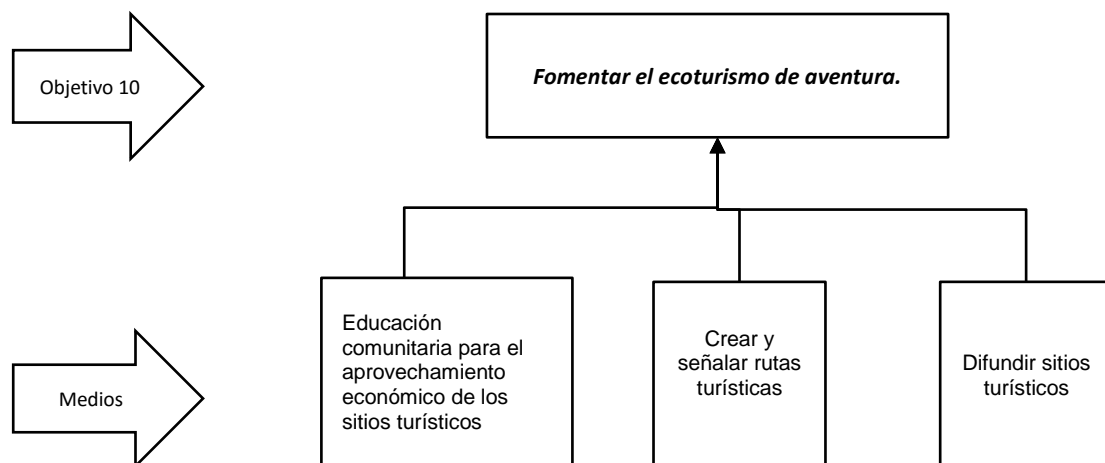 Objetivo 10
Fomentar el ecoturismo de aventura.
Medios
Educación
comunitaria para el
aprovechamiento
económico de los
sitios turísticos
Crear y
señalar rutas
turísticas
Difundir sitios
turísticos